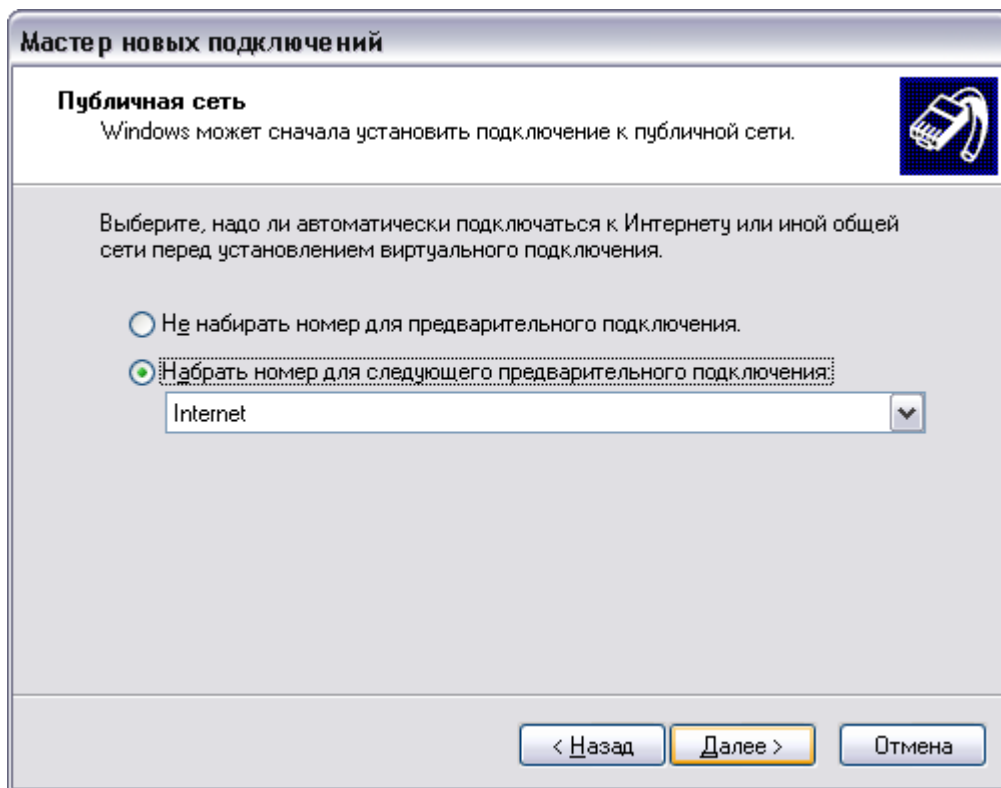 Мастер новых подключений
Публичная сеть
Windows может сначала установить подключение к публичной сети.
Выберите, надо ли автоматически подключаться к Интернету или иной общей
сети перед установлением виртуального подключения.
Не набирать номер для предварительного подключения.
Набрать номер для следующего предварительного подключения:
Internet
< Назад
Далее >
Отмена